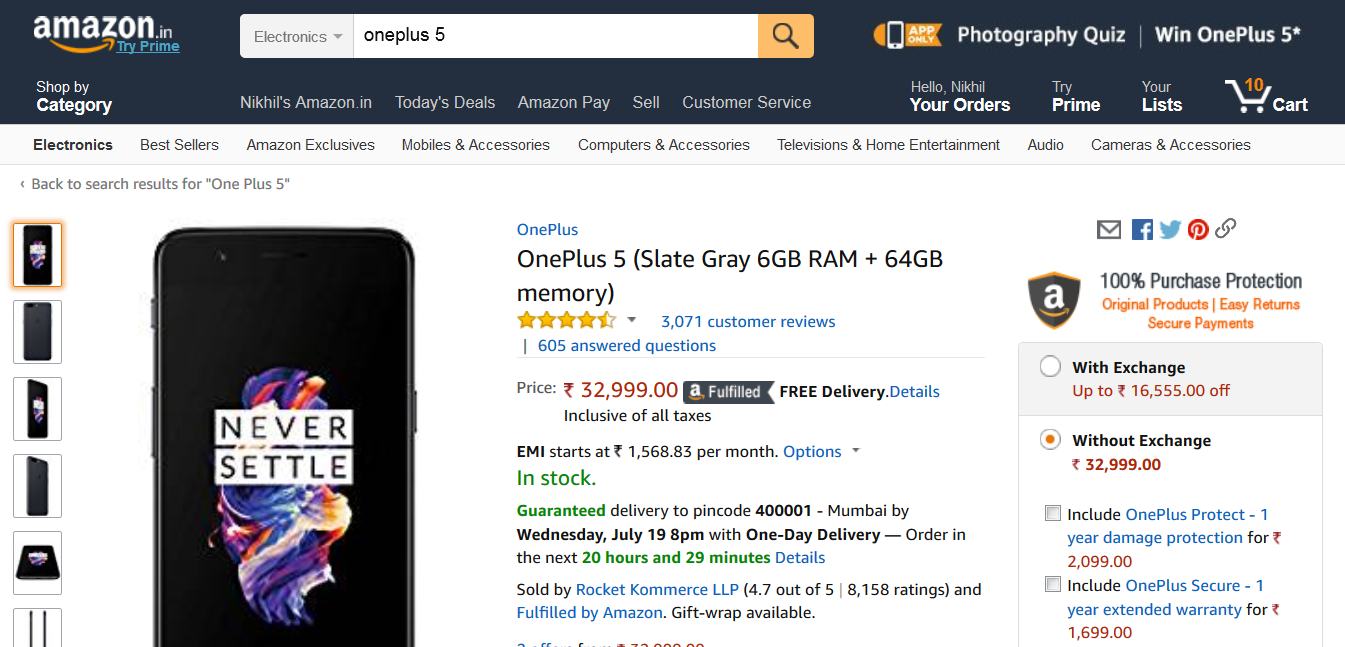 amazon.in
Try Prime
Electronics
oneplus 5
APP ONLY
Photography Quiz | Win OnePlus 5*
Shop by
Category
Nikhil's Amazon.in
Today's Deals
Amazon Pay
Sell
Customer Service
Hello, Nikhil
Your Orders
Try
Prime
Your
Lists
10
Cart
Electronics
Best Sellers
Amazon Exclusives
Mobiles & Accessories
Computers & Accessories
Televisions & Home Entertainment
Audio
Cameras & Accessories
‹ Back to search results for "One Plus 5"
NEVER
SETTLE
OnePlus
OnePlus 5 (Slate Gray 6GB RAM + 64GB
memory)
3,071 customer reviews
| 605 answered questions
Price: ₹ 32,999.00 a Fulfilled FREE Delivery.Details
Inclusive of all taxes
EMI starts at ₹ 1,568.83 per month. Options
In stock.
Guaranteed delivery to pincode 400001 - Mumbai by
Wednesday, July 19 8pm with One-Day Delivery — Order in
the next 20 hours and 29 minutes Details
Sold by Rocket Kommerce LLP (4.7 out of 5 | 8,158 ratings) and
Fulfilled by Amazon. Gift-wrap available.
2 offers from ₹ 32,999.00
a
100% Purchase Protection
Original Products | Easy Returns
Secure Payments
With Exchange
Up to ₹ 16,555.00 off
Without Exchange
₹ 32,999.00
Include OnePlus Protect - 1
year damage protection for ₹
2,099.00
Include OnePlus Secure - 1
year extended warranty for ₹
1,699.00